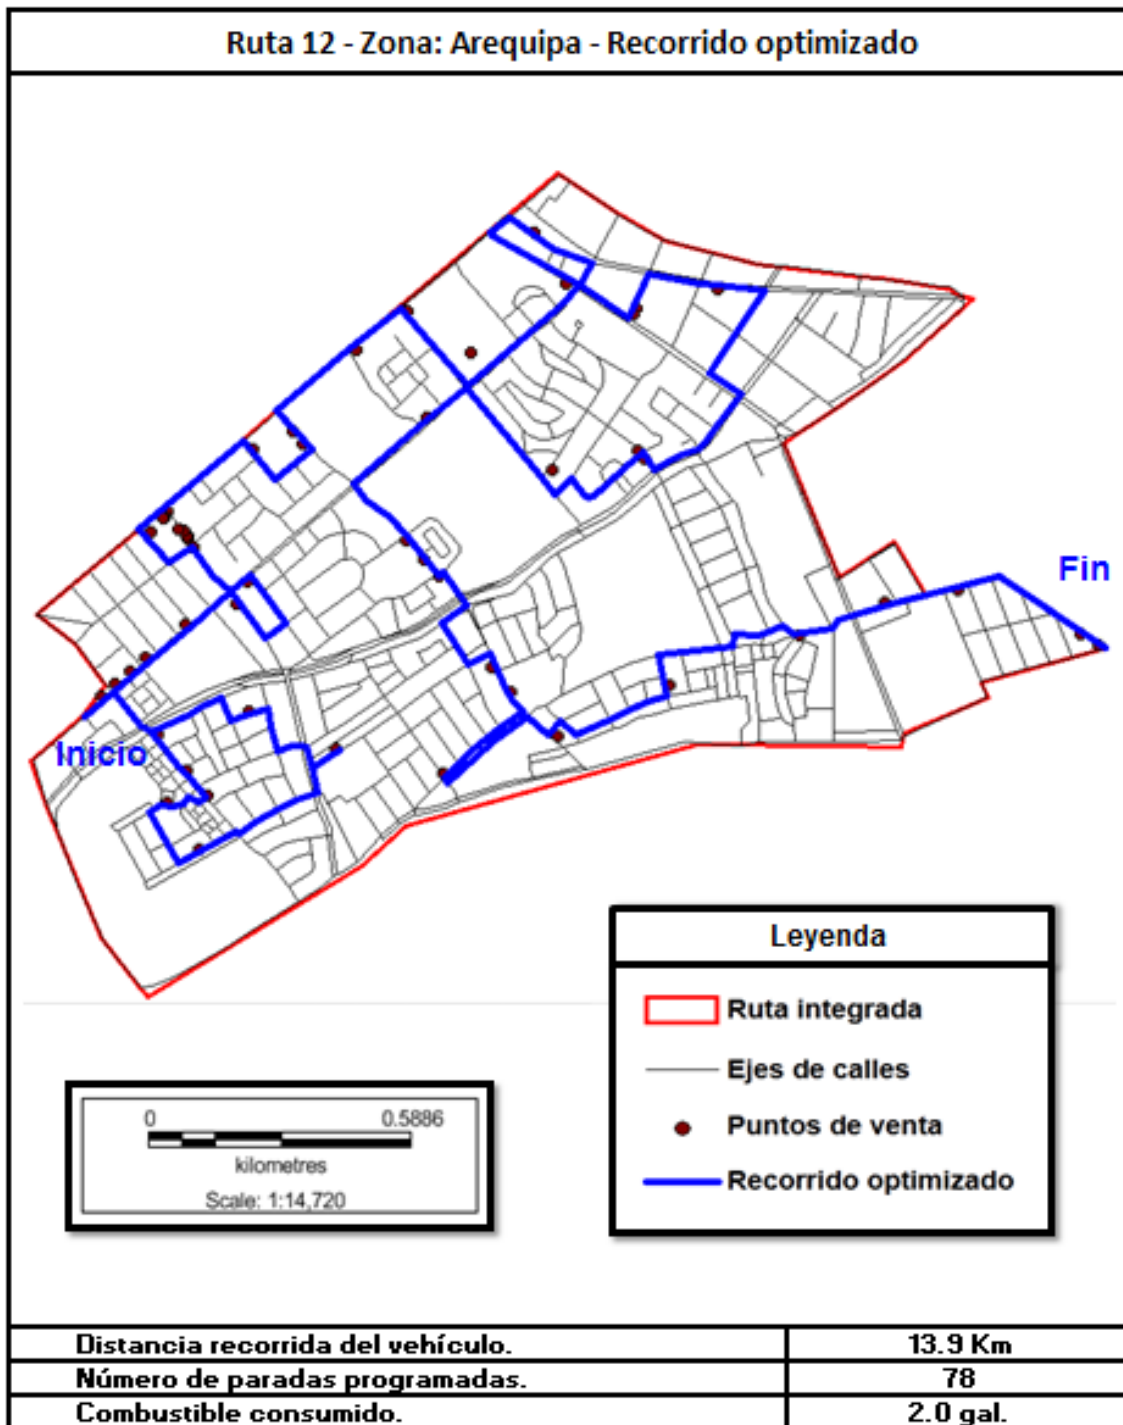 Ruta 12 - Zona: Arequipa - Recorrido optimizado
Fin
Inicio
Leyenda
Ruta integrada
Ejes de calles
Puntos de venta
Recorrido optimizado
0 0.5886
kilometres
Scale: 1:14,720
Distancia recorrida del vehículo. 13.9 Km
Número de paradas programadas. 78
Combustible consumido. 2.0 gal.